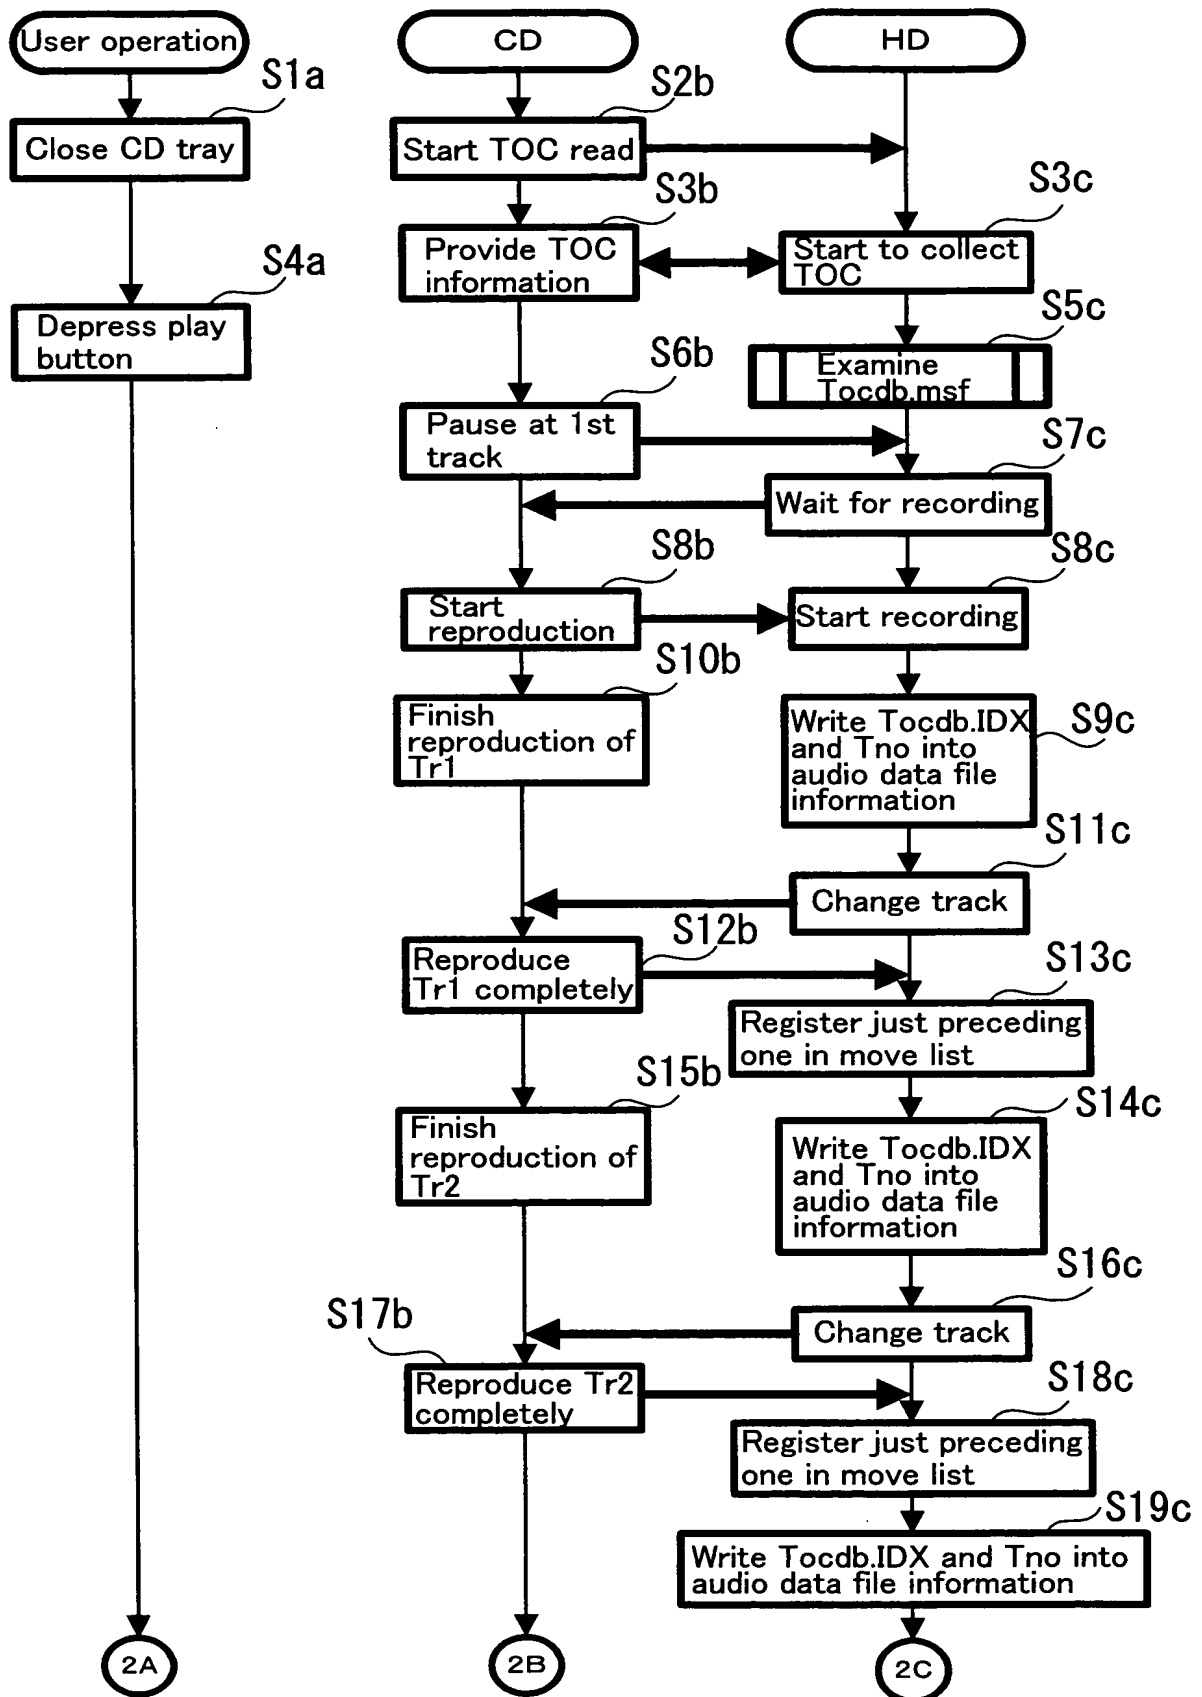 User operation
CD
HD
S1a
Close CD tray
S2b
Start TOC read
S3b
Provide TOC
information
S3c
Start to collect
TOC
S4a
Depress play
button
S5c
Examine
Tocdb.msf
S6b
Pause at 1st
track
S7c
Wait for recording
S8b
Start
reproduction
S8c
Start recording
S10b
Finish
reproduction of
Tr1
S9c
Write Tocdb.IDX
and Tno into
audio data file
information
S11c
Change track
S12b
Reproduce
Tr1 completely
S13c
Register just preceding
one in move list
S15b
Finish
reproduction of
Tr2
S14c
Write Tocdb.IDX
and Tno into
audio data file
information
S16c
Change track
S17b
Reproduce Tr2
completely
S18c
Register just preceding
one in move list
S19c
Write Tocdb.IDX and Tno into
audio data file information
2A
2B
2C